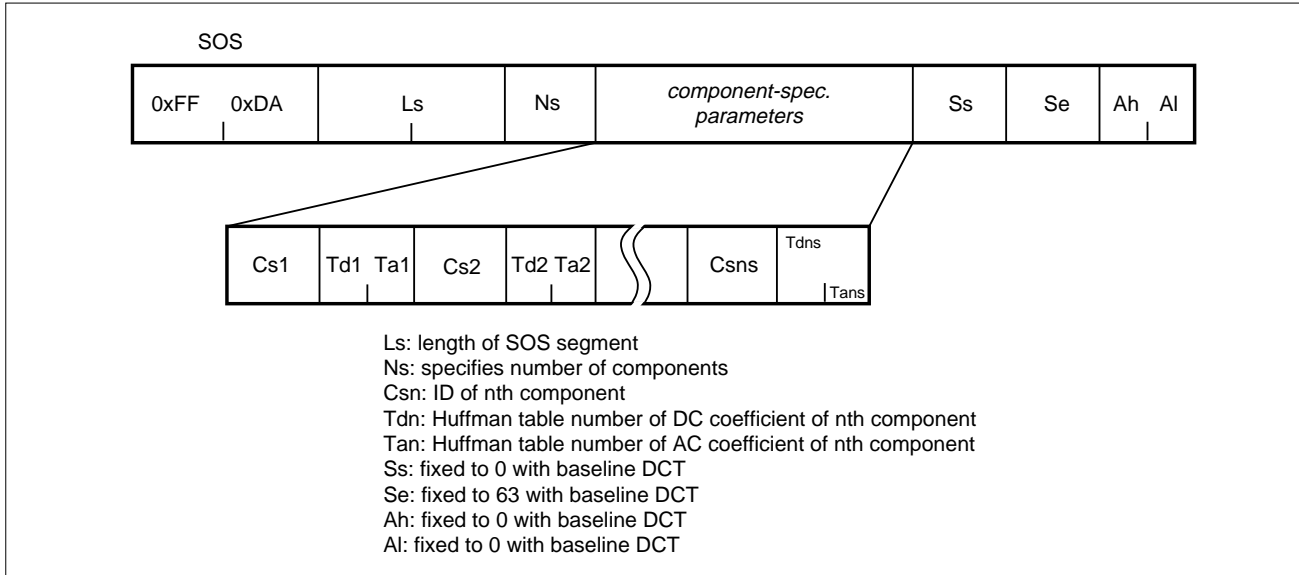 SOS
0xFF 0xDA Ls Ns component-spec. parameters Ss Se Ah Al
Cs1 Td1 Ta1 Cs2 Td2 Ta2 Csns Tdns Tans
Ls: length of SOS segment
Ns: specifies number of components
Csn: ID of nth component
Tdn: Huffman table number of DC coefficient of nth component
Tan: Huffman table number of AC coefficient of nth component
Ss: fixed to 0 with baseline DCT
Se: fixed to 63 with baseline DCT
Ah: fixed to 0 with baseline DCT
Al: fixed to 0 with baseline DCT